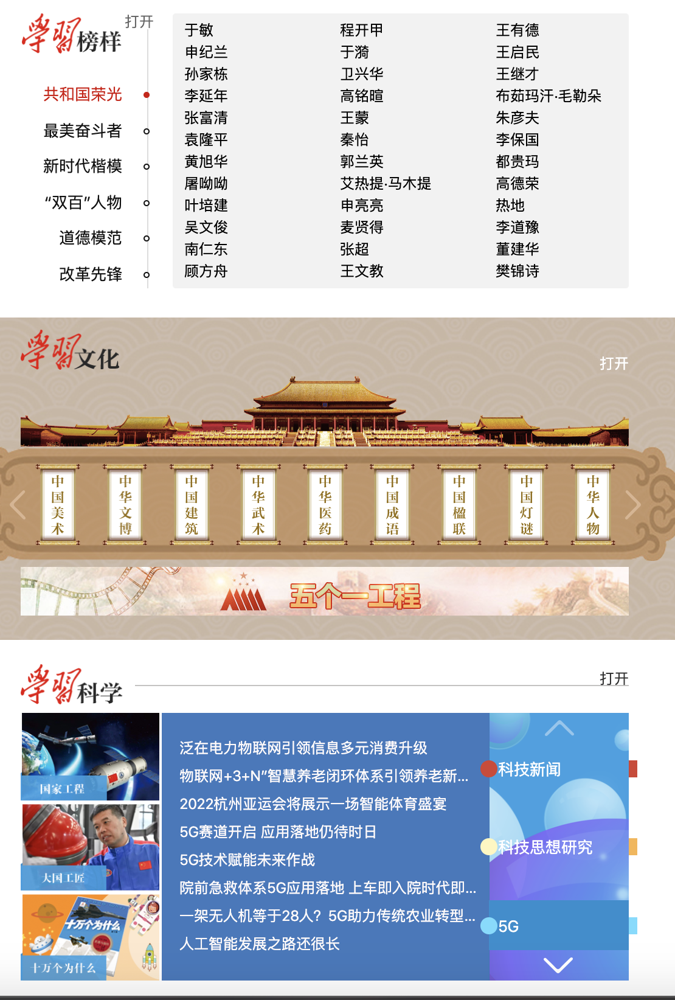 學習榜样
打开
共和国荣光
最美奋斗者
新时代楷模
“双百”人物
道德模范
改革先锋
于敏 程开甲 王有德
申纪兰 于漪 王启民
孙家栋 卫兴华 王继才
李延年 高铭暄 布茹玛汗·毛勒朵
张富清 王蒙 朱彦夫
袁隆平 秦怡 李保国
黄旭华 郭兰英 都贵玛
屠呦呦 艾热提·马木提 高德荣
叶培建 申亮亮 热地
吴文俊 麦贤得 李道豫
南仁东 张超 董建华
顾方舟 王文教 樊锦诗
學習文化
打开
中国美术
中华文博
中国建筑
中华武术
中华医药
中国成语
中国楹联
中国灯谜
中华人物
五个一工程
學習科学
打开
国家工程
大国工匠
十万个为什么
十万个为什么
泛在电力物联网引领信息多元消费升级
物联网+3+N”智慧养老闭环体系引领养老新...
2022杭州亚运会将展示一场智能体育盛宴
5G赛道开启 应用落地仍待时日
5G技术赋能未来作战
院前急救体系5G应用落地 上车即入院时代即...
一架无人机等于28人？5G助力传统农业转型...
人工智能发展之路还很长
科技新闻
科技思想研究
5G